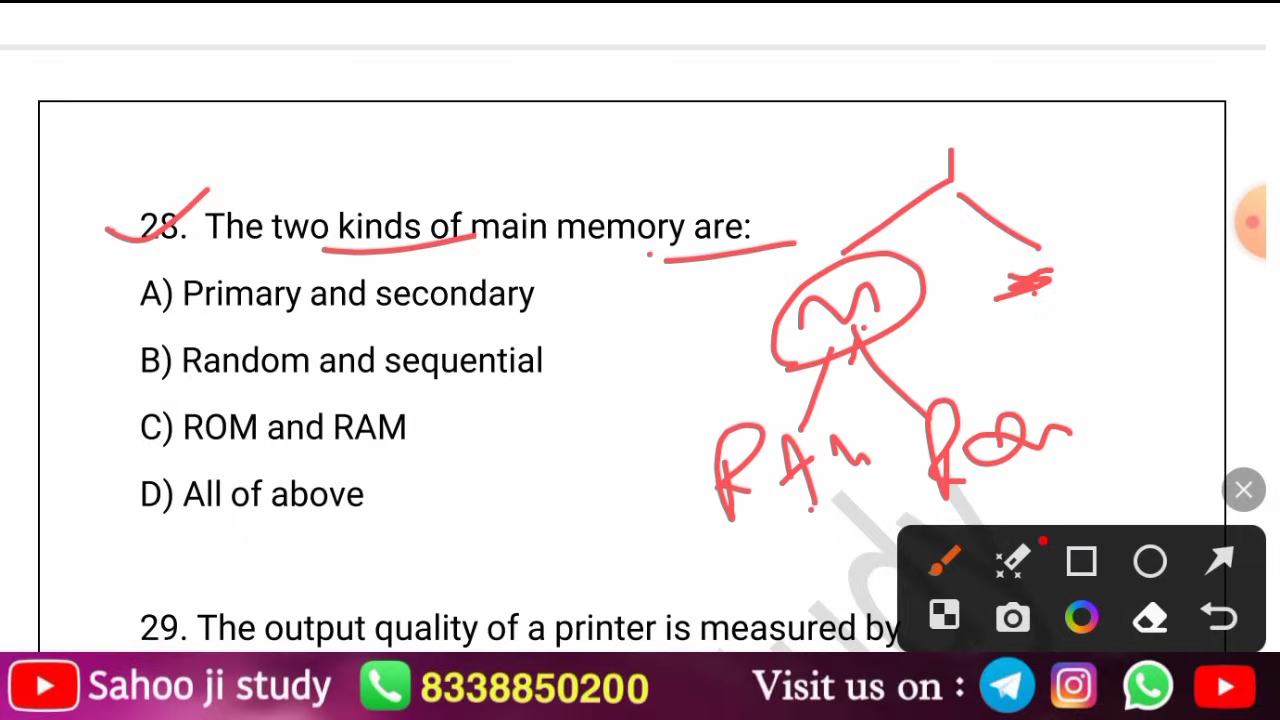 28. The two kinds of main memory are:
A) Primary and secondary
B) Random and sequential
C) ROM and RAM
D) All of above
M
RAM ROM
29. The output quality of a printer is measured by
Sahoo ji study 8338850200 Visit us on :